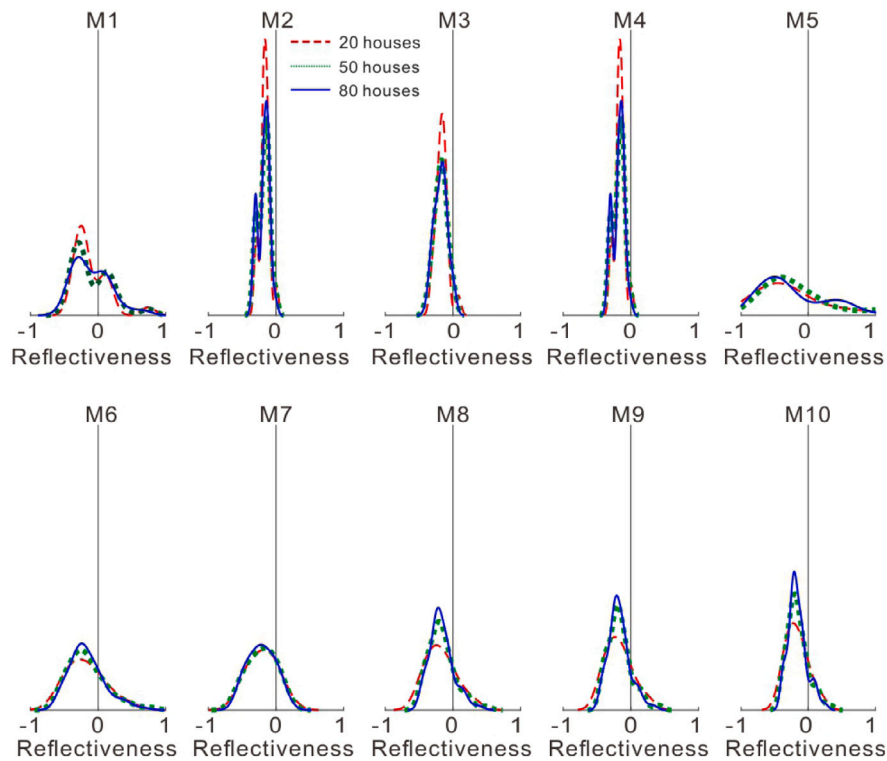 M1 M2 M3 M4 M5
20 houses
50 houses
80 houses
-1 0 1 -1 0 1 -1 0 1 -1 0 1 -1 0 1
Reflectiveness Reflectiveness Reflectiveness Reflectiveness Reflectiveness
M6 M7 M8 M9 M10
-1 0 1 -1 0 1 -1 0 1 -1 0 1 -1 0 1
Reflectiveness Reflectiveness Reflectiveness Reflectiveness Reflectiveness